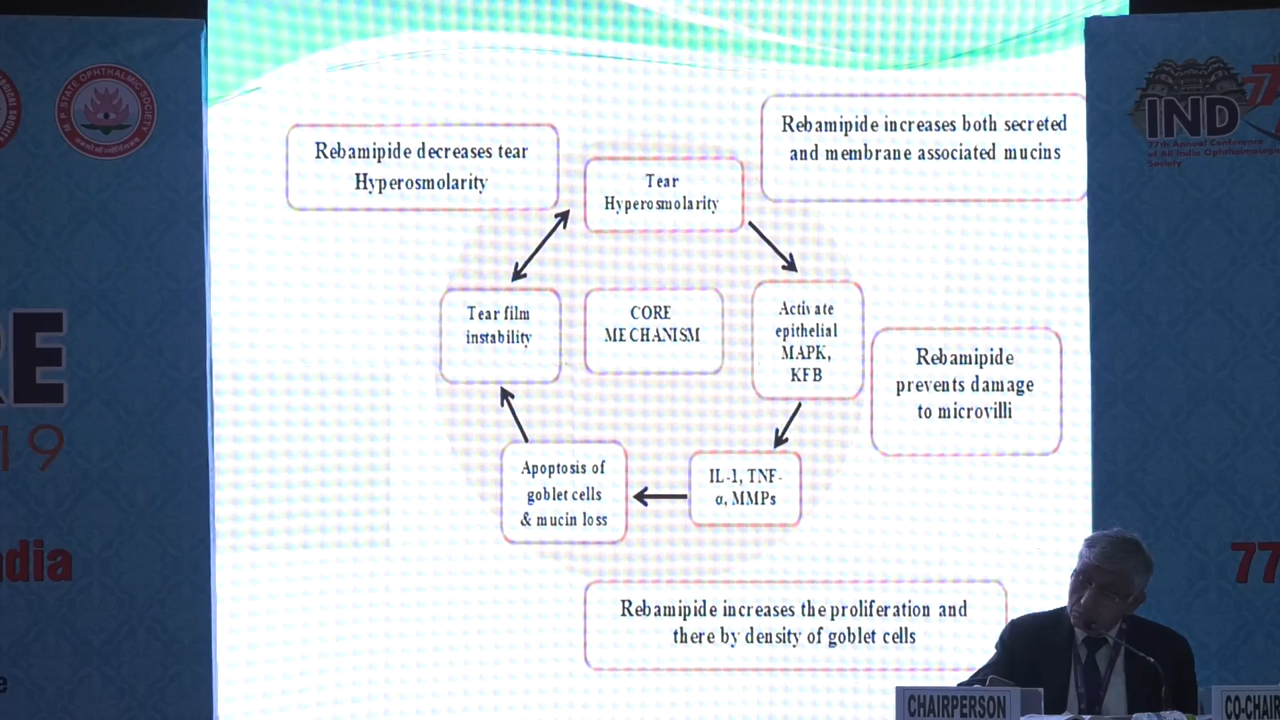 M P STATE OPHTHALMIC SOCIETY
IND
77th Annual Conference
of All India Ophthalmological
Society
RE
19
dia
77
e
Rebamipide decreases tear
Hyperosmolarity
Rebamipide increases both secreted
and membrane associated mucins
Tear
Hyperosmolarity
Tear film
instability
CORE
MECHANISM
Activate
epithelial
MAPK,
KFB
Rebamipide
prevents damage
to microvilli
Apoptosis of
goblet cells
& mucin loss
IL-1, TNF-
α, MMPs
Rebamipide increases the proliferation and
there by density of goblet cells
CHAIRPERSON
CO-CHAIR